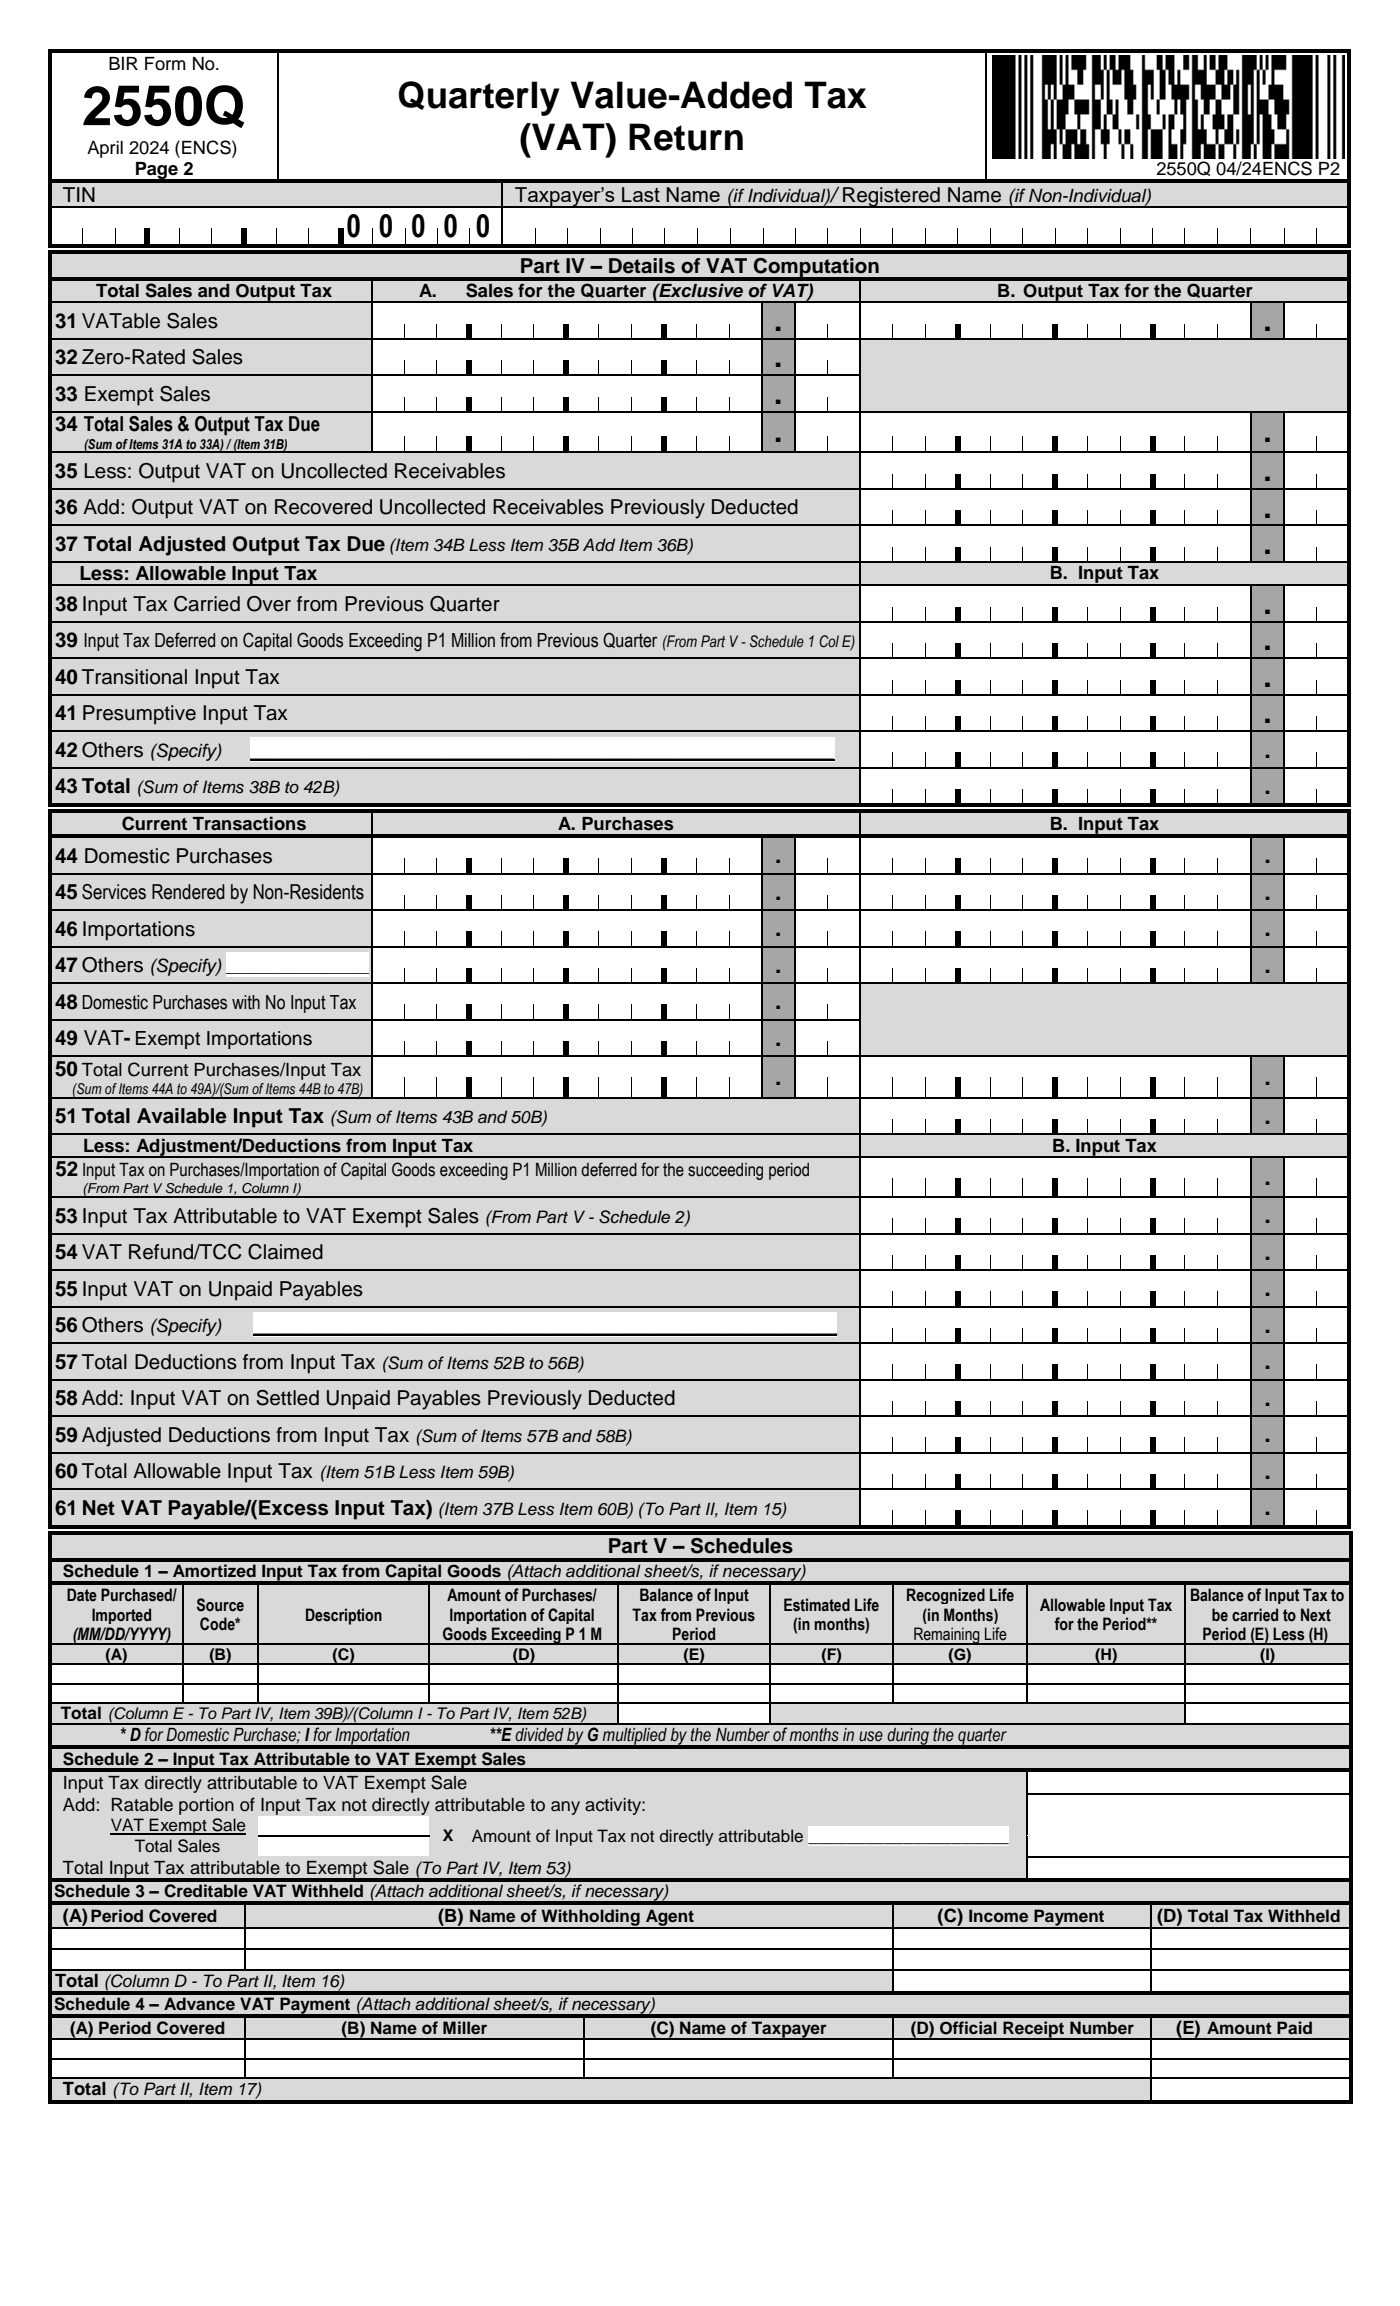 BIR Form No.
2550Q
April 2024 (ENCS)
Page 2
Quarterly Value-Added Tax
(VAT) Return
2550Q 04/24ENCS P2
TIN
Taxpayer's Last Name (if Individual)/ Registered Name (if Non-Individual)
0 0 0 0 0
Part IV – Details of VAT Computation
Total Sales and Output Tax
A. Sales for the Quarter (Exclusive of VAT)
B. Output Tax for the Quarter
31 VATable Sales . .
32 Zero-Rated Sales .
33 Exempt Sales .
34 Total Sales & Output Tax Due . .
(Sum of Items 31A to 33A) / (Item 31B)
35 Less: Output VAT on Uncollected Receivables .
36 Add: Output VAT on Recovered Uncollected Receivables Previously Deducted .
37 Total Adjusted Output Tax Due (Item 34B Less Item 35B Add Item 36B) .
Less: Allowable Input Tax
B. Input Tax
38 Input Tax Carried Over from Previous Quarter .
39 Input Tax Deferred on Capital Goods Exceeding P1 Million from Previous Quarter (From Part V - Schedule 1 Col E) .
40 Transitional Input Tax .
41 Presumptive Input Tax .
42 Others (Specify) .
43 Total (Sum of Items 38B to 42B) .
Current Transactions
A. Purchases
B. Input Tax
44 Domestic Purchases . .
45 Services Rendered by Non-Residents . .
46 Importations . .
47 Others (Specify) . .
48 Domestic Purchases with No Input Tax .
49 VAT- Exempt Importations .
50 Total Current Purchases/Input Tax . .
(Sum of Items 44A to 49A)/(Sum of Items 44B to 47B)
51 Total Available Input Tax (Sum of Items 43B and 50B) .
Less: Adjustment/Deductions from Input Tax
B. Input Tax
52 Input Tax on Purchases/Importation of Capital Goods exceeding P1 Million deferred for the succeeding period .
(From Part V Schedule 1, Column I)
53 Input Tax Attributable to VAT Exempt Sales (From Part V - Schedule 2) .
54 VAT Refund/TCC Claimed .
55 Input VAT on Unpaid Payables .
56 Others (Specify) .
57 Total Deductions from Input Tax (Sum of Items 52B to 56B) .
58 Add: Input VAT on Settled Unpaid Payables Previously Deducted .
59 Adjusted Deductions from Input Tax (Sum of Items 57B and 58B) .
60 Total Allowable Input Tax (Item 51B Less Item 59B) .
61 Net VAT Payable/(Excess Input Tax) (Item 37B Less Item 60B) (To Part II, Item 15) .
Part V – Schedules
Schedule 1 – Amortized Input Tax from Capital Goods (Attach additional sheet/s, if necessary)
Date Purchased/
Imported
(MM/DD/YYYY)
Source
Code*
Description
Amount of Purchases/
Importation of Capital
Goods Exceeding P 1 M
Balance of Input
Tax from Previous
Period
Estimated Life
(in months)
Recognized Life
(in Months)
Remaining Life
Allowable Input Tax
for the Period**
Balance of Input Tax to
be carried to Next
Period (E) Less (H)
(A) (B) (C) (D) (E) (F) (G) (H) (I)
Total (Column E - To Part IV, Item 39B)/(Column I - To Part IV, Item 52B)
* D for Domestic Purchase; I for Importation **E divided by G multiplied by the Number of months in use during the quarter
Schedule 2 – Input Tax Attributable to VAT Exempt Sales
Input Tax directly attributable to VAT Exempt Sale
Add: Ratable portion of Input Tax not directly attributable to any activity:
VAT Exempt Sale
Total Sales
X Amount of Input Tax not directly attributable
Total Input Tax attributable to Exempt Sale (To Part IV, Item 53)
Schedule 3 – Creditable VAT Withheld (Attach additional sheet/s, if necessary)
(A) Period Covered (B) Name of Withholding Agent (C) Income Payment (D) Total Tax Withheld
Total (Column D - To Part II, Item 16)
Schedule 4 – Advance VAT Payment (Attach additional sheet/s, if necessary)
(A) Period Covered (B) Name of Miller (C) Name of Taxpayer (D) Official Receipt Number (E) Amount Paid
Total (To Part II, Item 17)